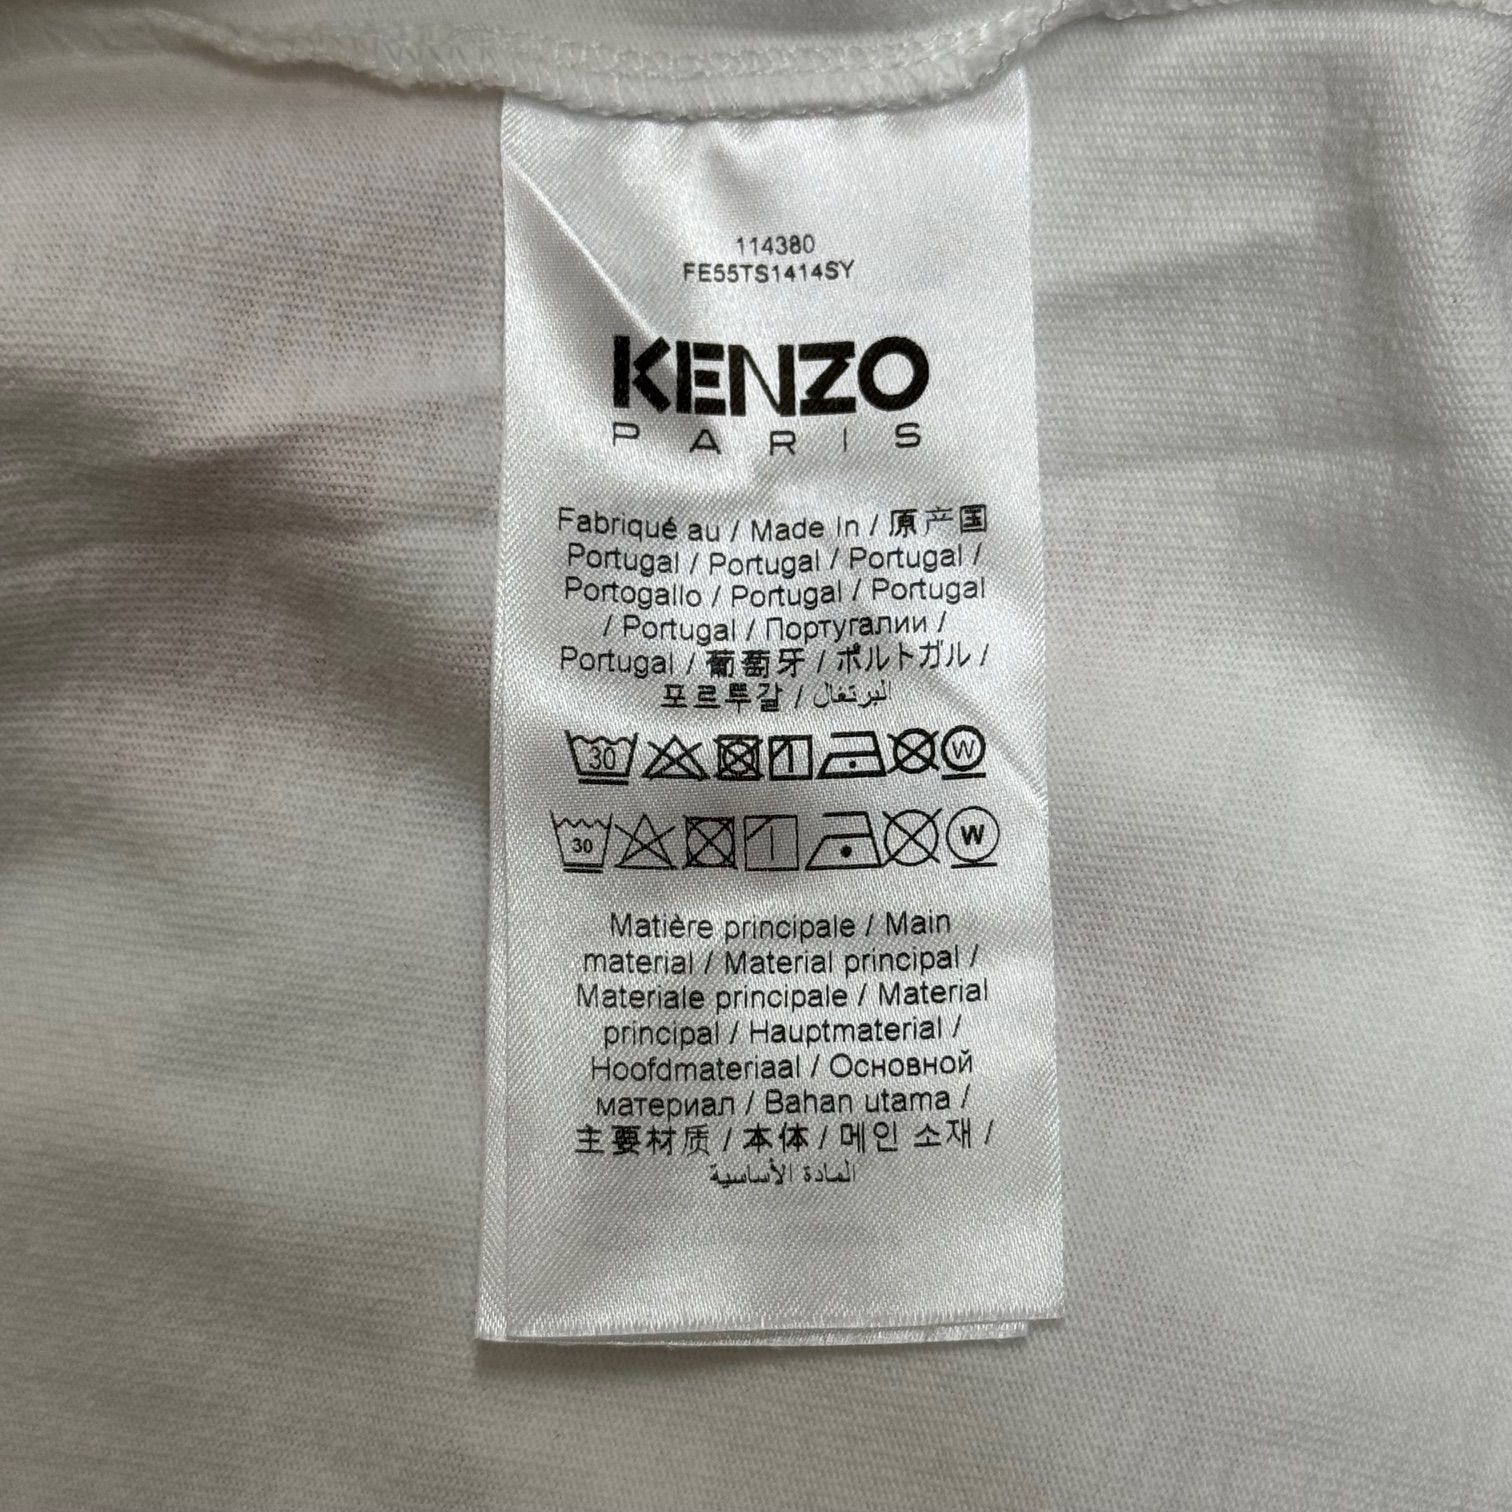 114380
FE55TS1414SY
KENZO
PARIS
Fabriqué au / Made In / 原产国
Portugal / Portugal / Portugal /
Portogallo / Portugal / Portugal
/ Portugal / Португалии /
Portugal / 葡萄牙 / ポルトガル /
포르투갈 / البرتغال
30 W
30 W
Matière principale / Main
material / Material principal /
Materiale principale / Material
principal / Hauptmaterial /
Hoofdmateriaal / Основной
материал / Bahan utama /
主要材质 / 本体 / 메인 소재 /
المادة الأساسية